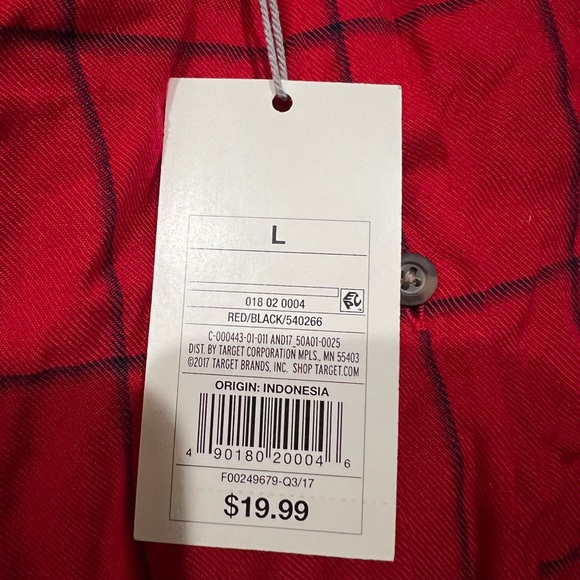 L
018 02 0004
EPC
RED/BLACK/540266
C-000443-01-011 AND17_50A01-0025
DIST. BY TARGET CORPORATION MPLS., MN 55403
©2017 TARGET BRANDS, INC. SHOP TARGET.COM
ORIGIN: INDONESIA
4 90180 20004 6
F00249679-Q3/17
$19.99